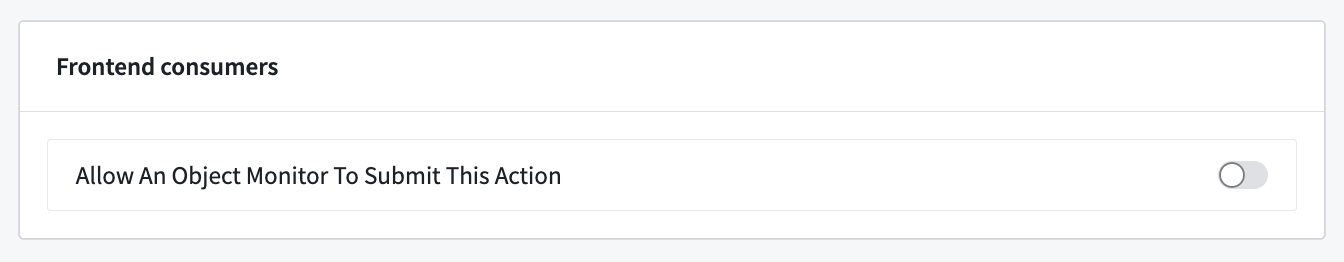 Frontend consumers
Allow An Object Monitor To Submit This Action